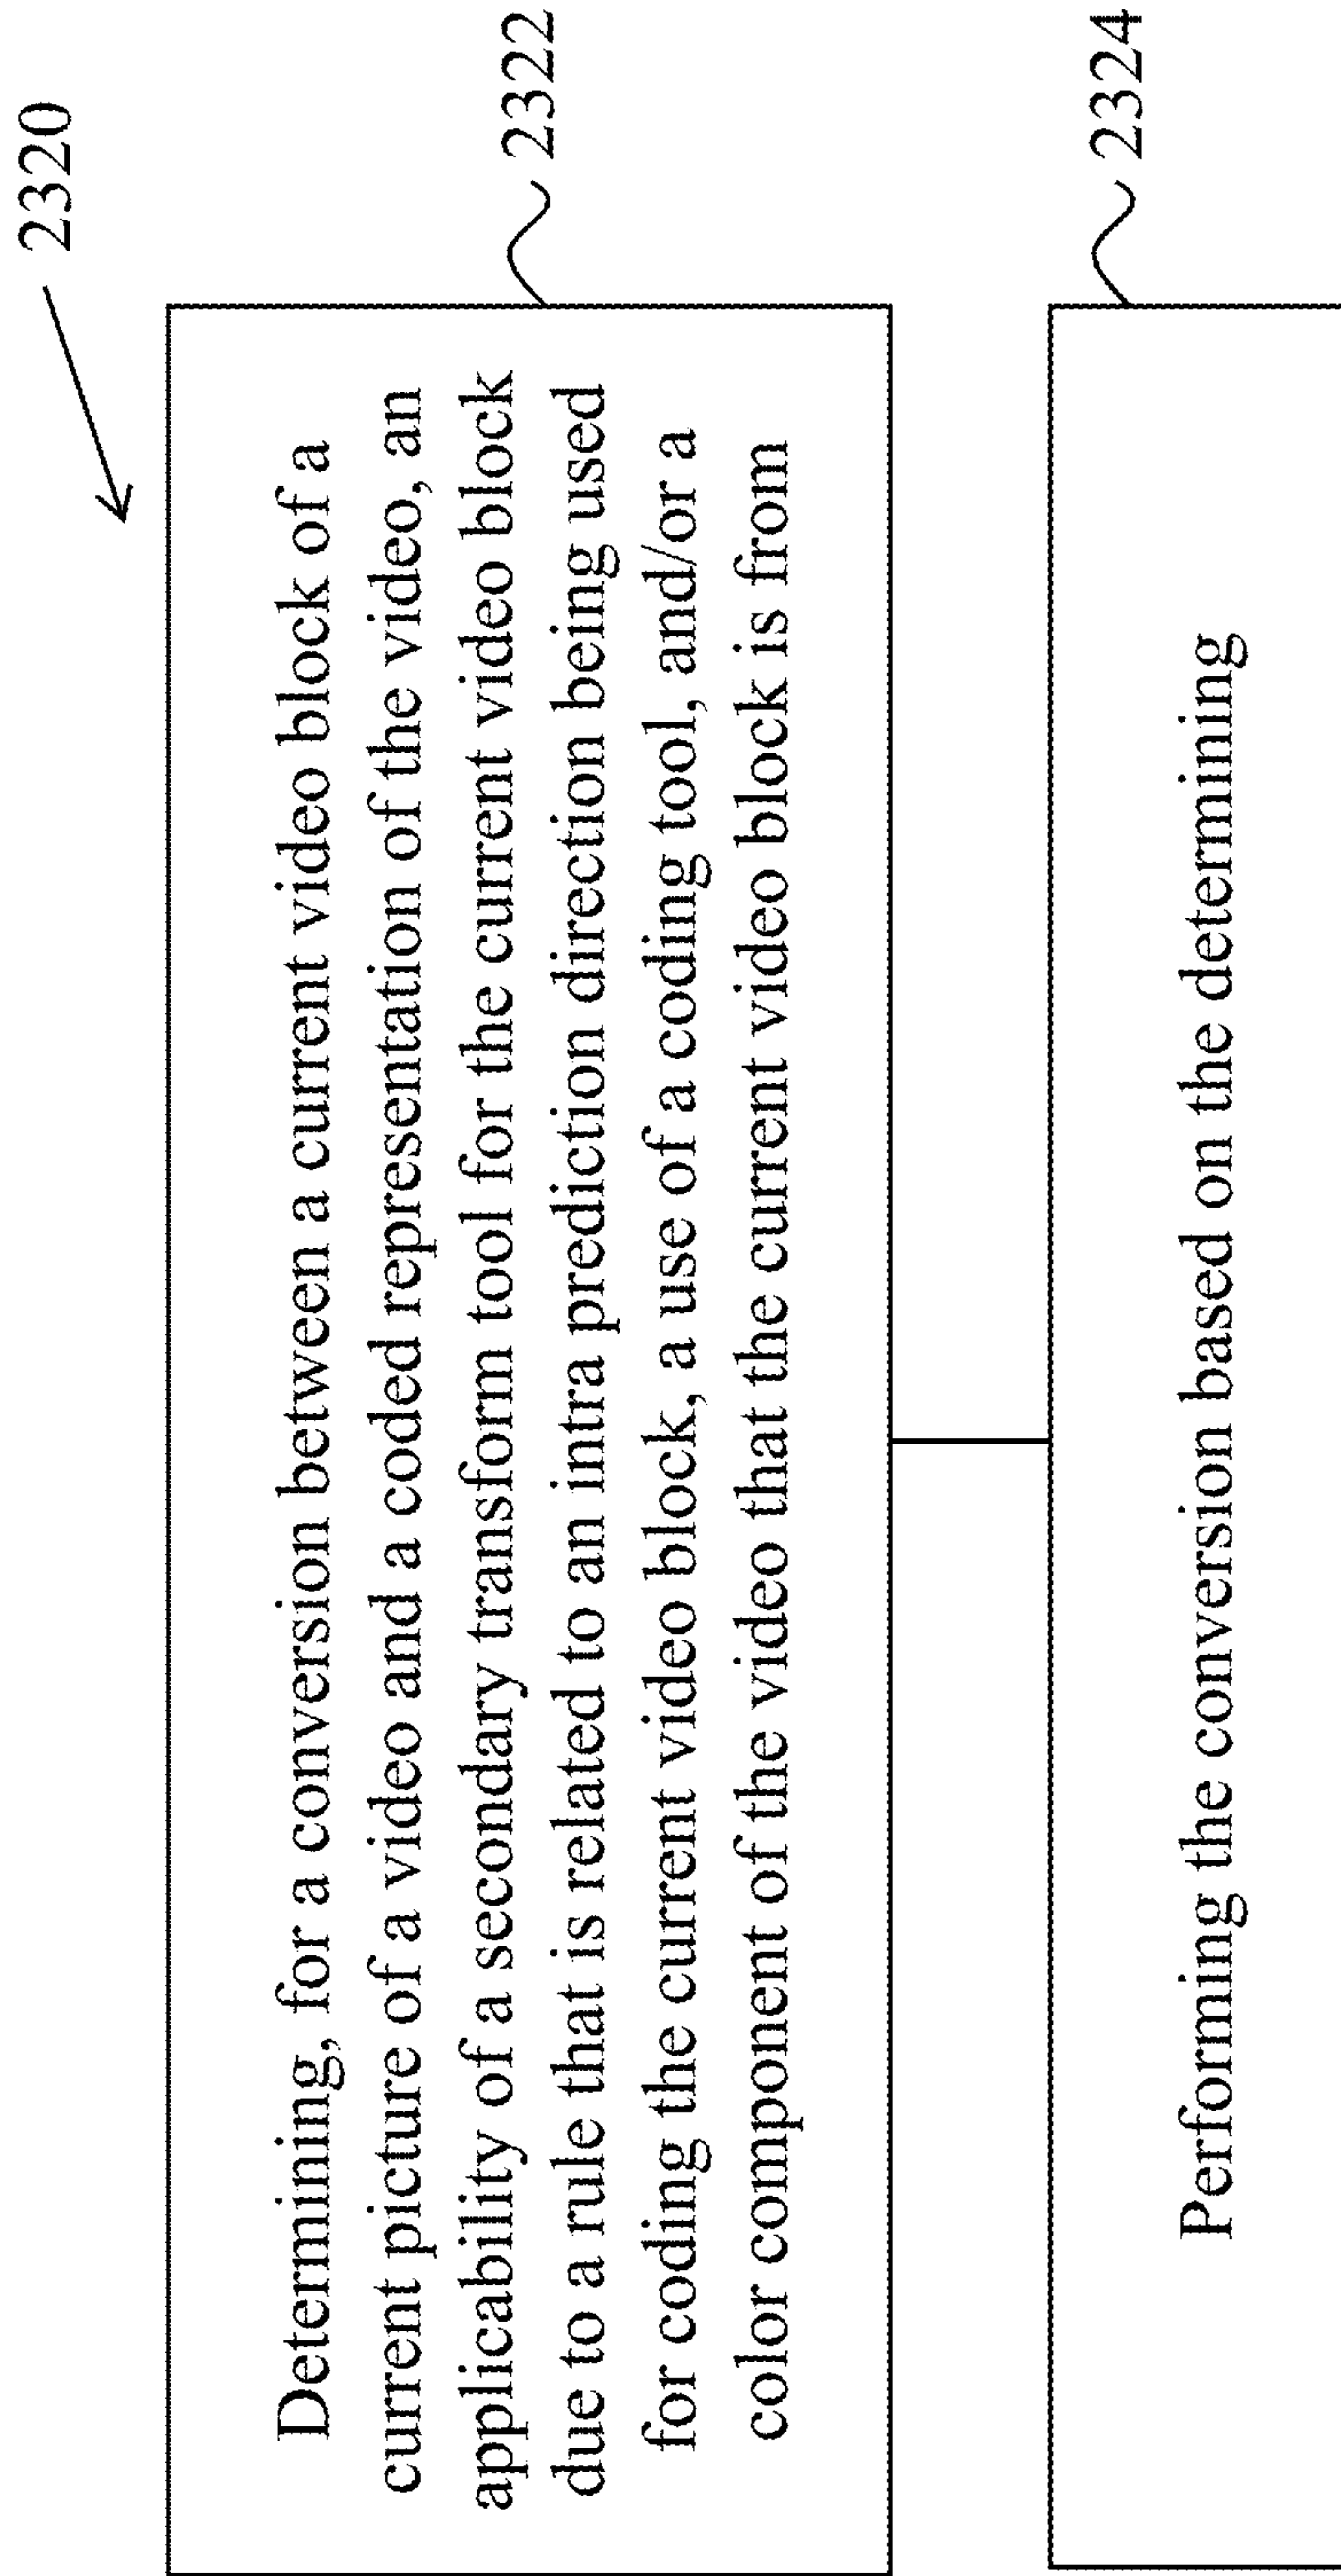 2320
Determining, for a conversion between a current video block of a
current picture of a video and a coded representation of the video, an
applicability of a secondary transform tool for the current video block
due to a rule that is related to an intra prediction direction being used
for coding the current video block, a use of a coding tool, and/or a
color component of the video that the current video block is from
2322
Performing the conversion based on the determining
2324